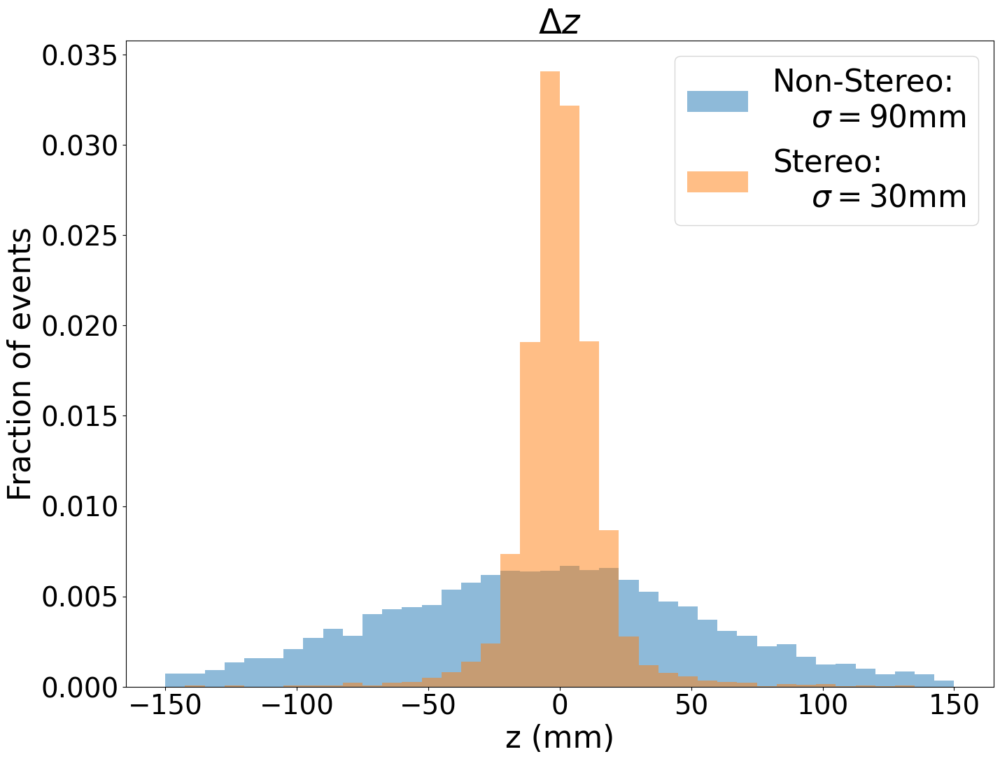 Δz
0.035
0.030
0.025
0.020
0.015
0.010
0.005
0.000
Fraction of events
Non-Stereo:
σ = 90mm
Stereo:
σ = 30mm
−150 −100 −50 0 50 100 150
z (mm)